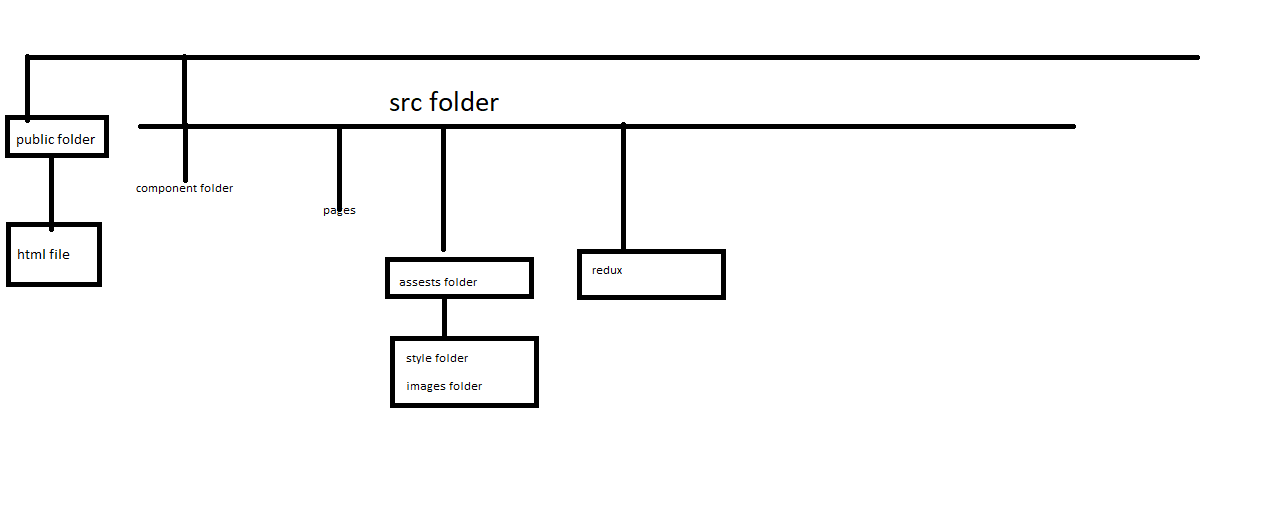 src folder
public folder
component folder
pages
html file
assests folder
redux
style folder
images folder